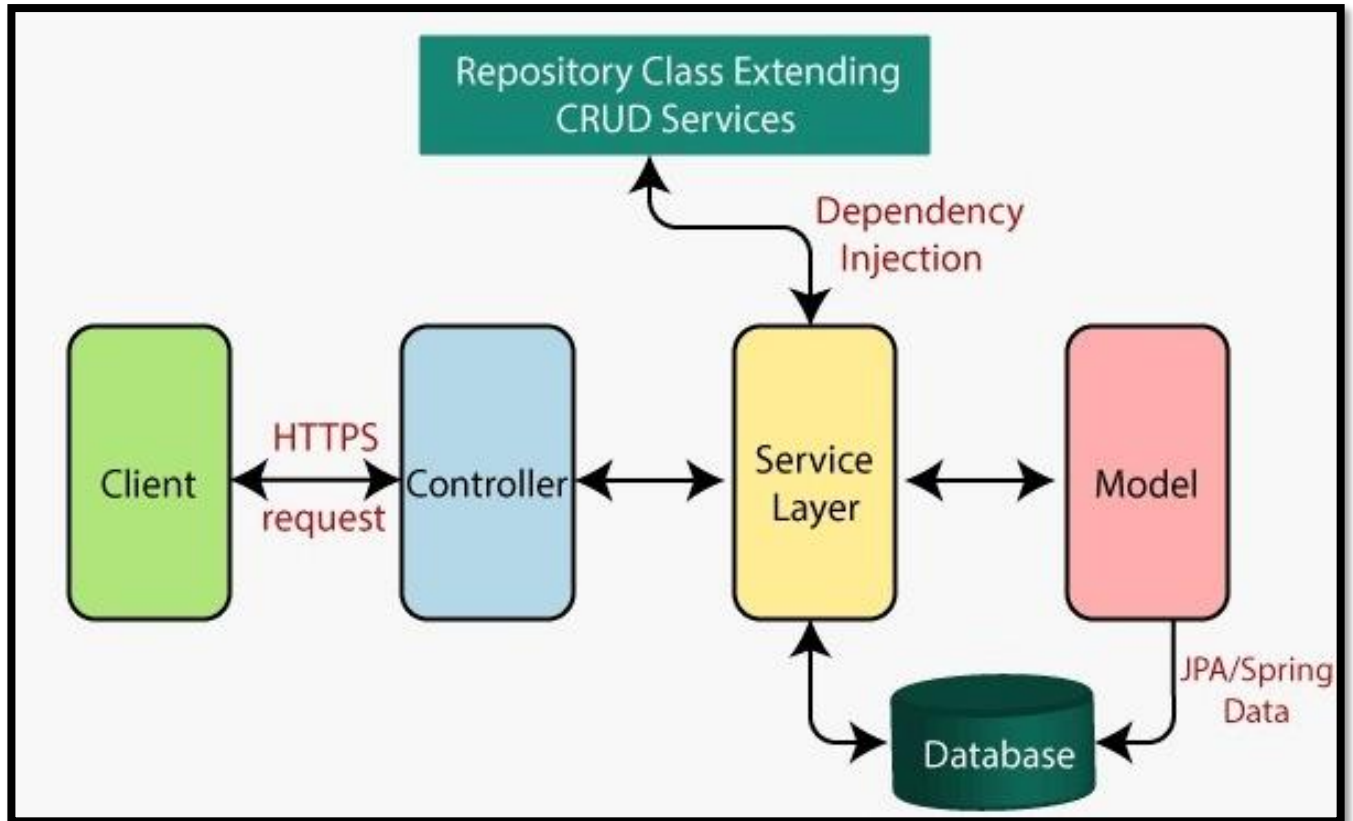 Repository Class Extending
CRUD Services
Dependency
Injection
HTTPS
request
Client
Controller
Service
Layer
Model
JPA/Spring
Data
Database